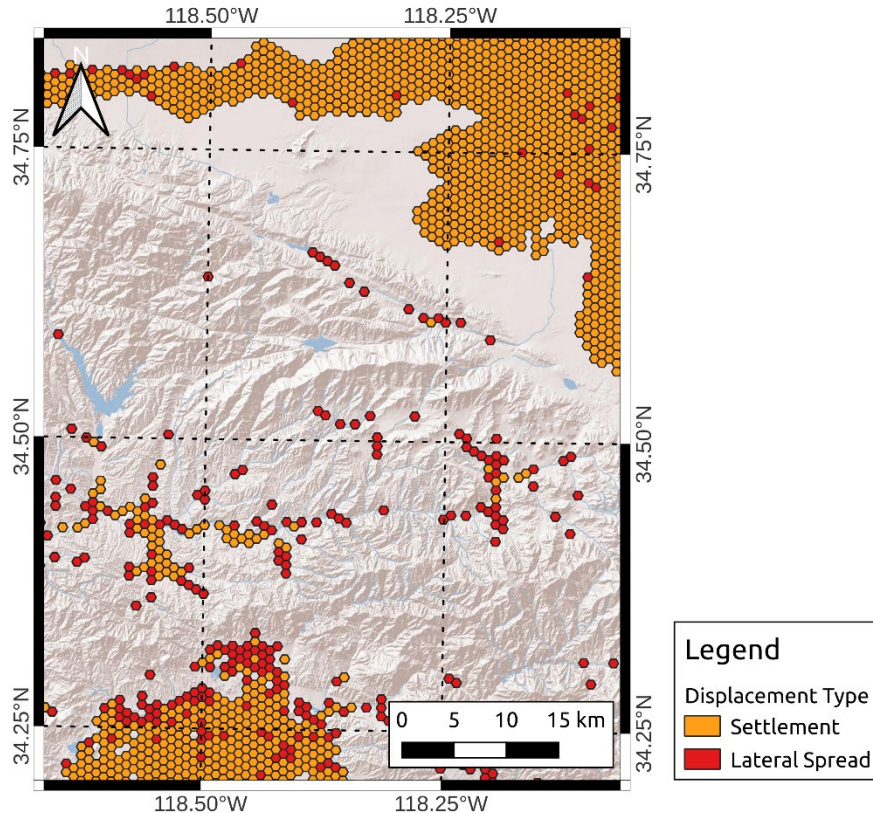 118.50°W 118.25°W
N
34.75°N 34.75°N
34.50°N 34.50°N
34.25°N 34.25°N
0 5 10 15 km
118.50°W 118.25°W
Legend
Displacement Type
Settlement
Lateral Spread